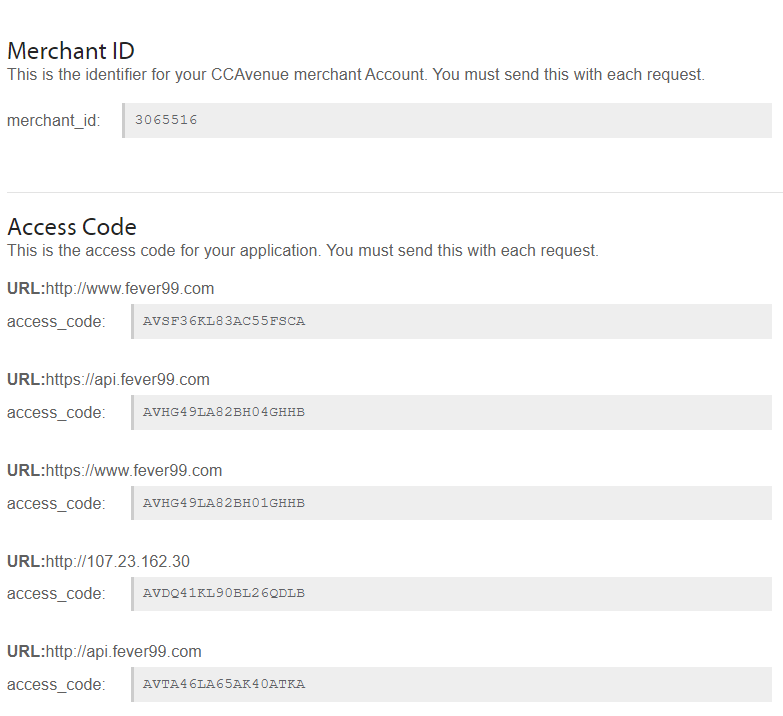 Merchant ID
This is the identifier for your CCAvenue merchant Account. You must send this with each request.
merchant_id: 3065516
Access Code
This is the access code for your application. You must send this with each request.
URL:http://www.fever99.com
access_code: AVSF36KL83AC55FSCA
URL:https://api.fever99.com
access_code: AVHG49LA82BH04GHHB
URL:https://www.fever99.com
access_code: AVHG49LA82BH01GHHB
URL:http://107.23.162.30
access_code: AVDQ41KL90BL26QDLB
URL:http://api.fever99.com
access_code: AVTA46LA65AK40ATKA